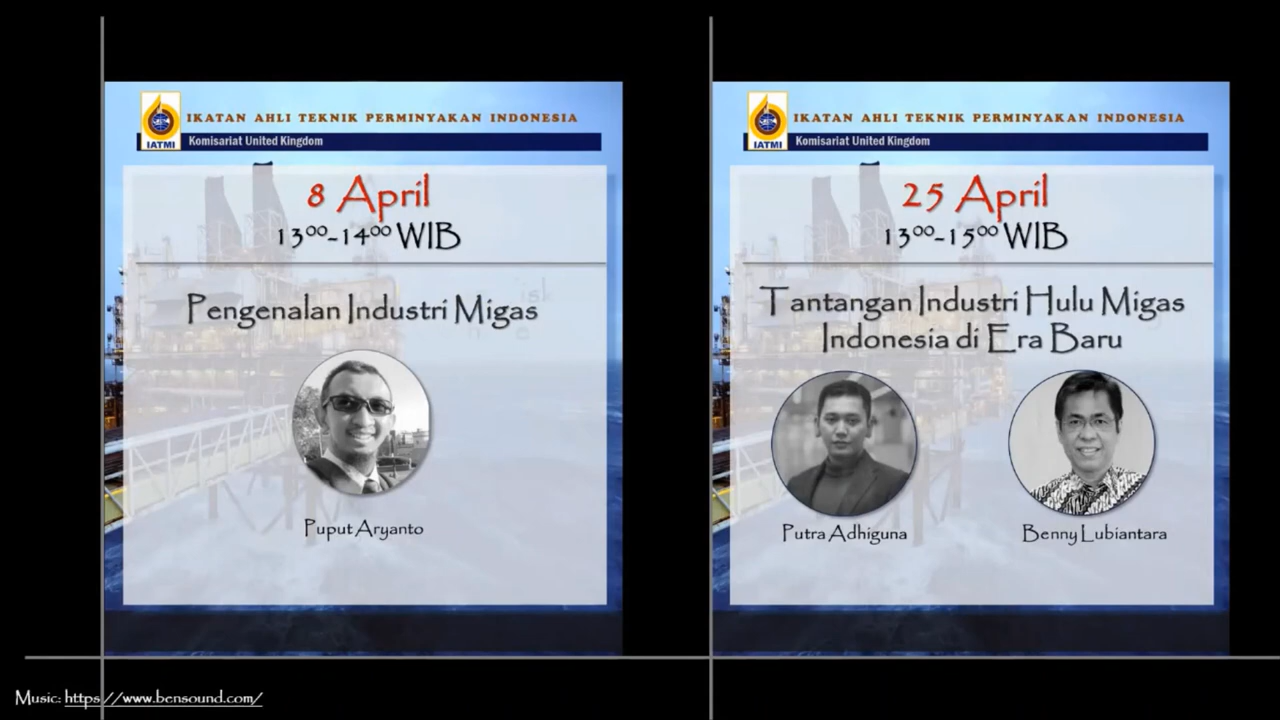 IKATAN AHLI TEKNIK PERMINYAKAN INDONESIA
IATMI
Komisariat United Kingdom
8 April
13⁰⁰-14⁰⁰ WIB
Pengenalan Industri Migas
Puput Aryanto
IKATAN AHLI TEKNIK PERMINYAKAN INDONESIA
IATMI
Komisariat United Kingdom
25 April
13⁰⁰-15⁰⁰ WIB
Tantangan Industri Hulu Migas
Indonesia di Era Baru
Putra Adhiguna
Benny Lubiantara
Music: https://www.bensound.com/